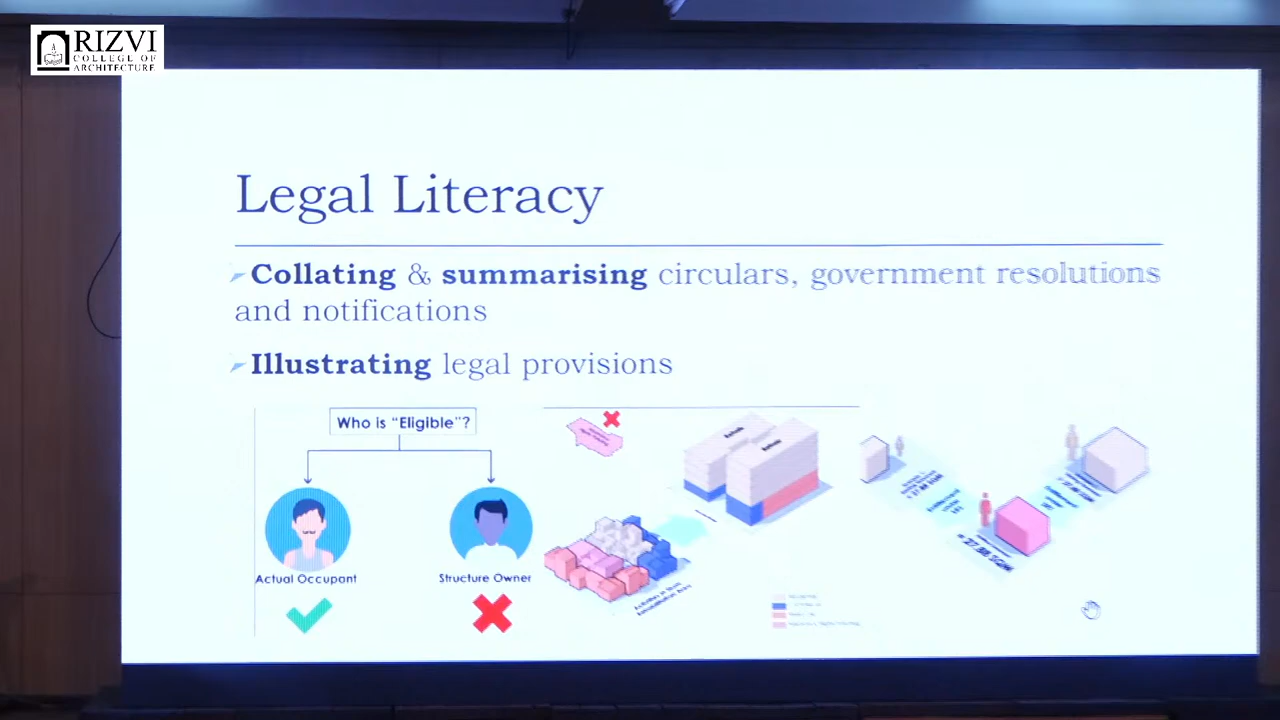 RIZVI
COLLEGE OF
ARCHITECTURE
Legal Literacy
Collating & summarising circulars, government resolutions
and notifications
Illustrating legal provisions
Who is “Eligible”?
Actual Occupant
Structure Owner